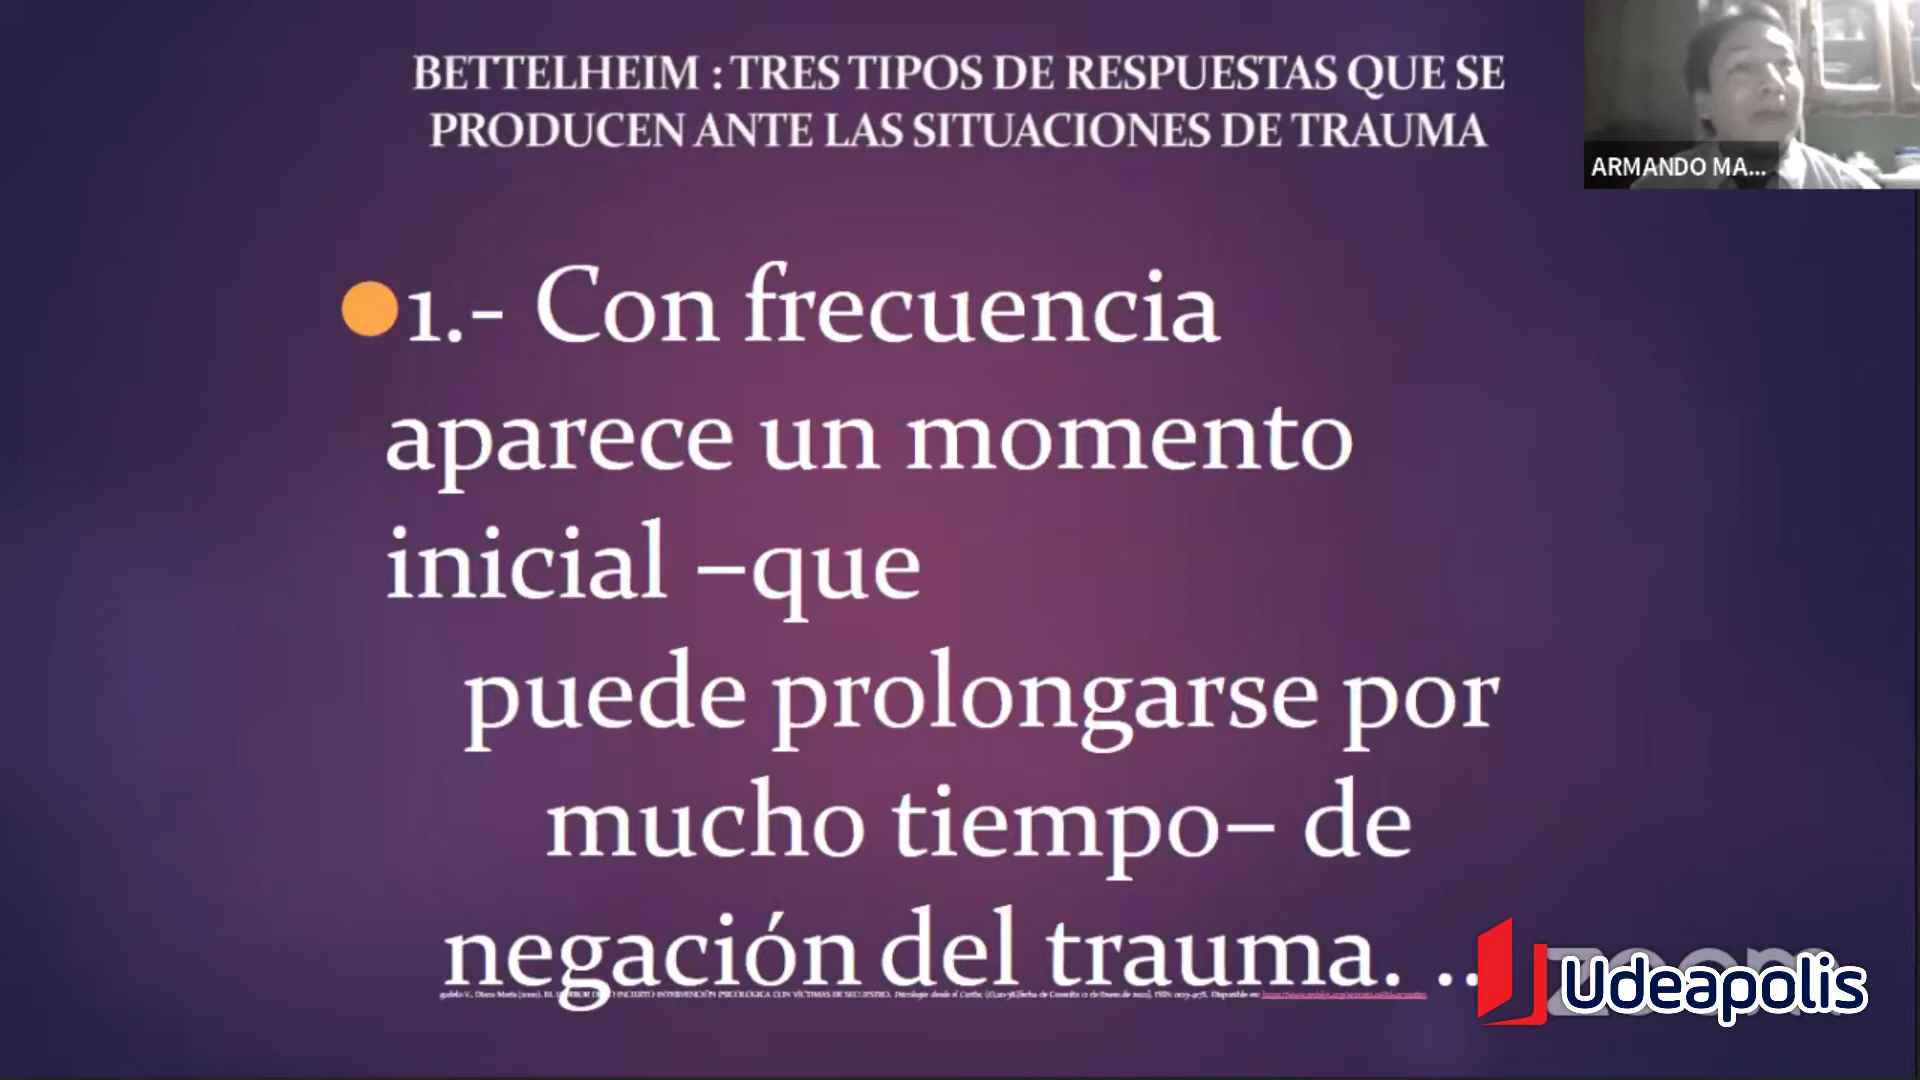 BETTELHEIM : TRES TIPOS DE RESPUESTAS QUE SE
PRODUCEN ANTE LAS SITUACIONES DE TRAUMA
ARMANDO MA...
1.- Con frecuencia
aparece un momento
inicial –que
puede prolongarse por
mucho tiempo– de
negación del trauma. ..
zoom
Udeapolis